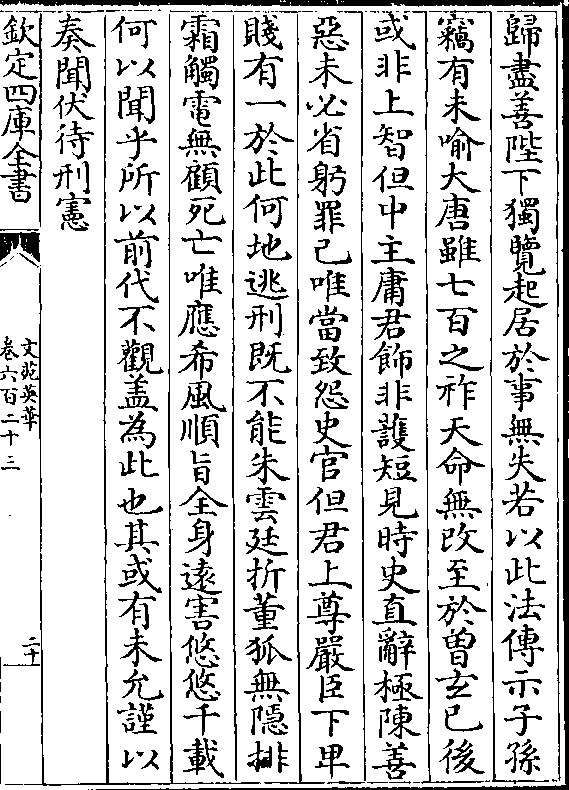 歸盡善陛下獨覽起居於事無失若以此法傳示子孫
竊有未喻大唐雖七百之祚天命無改至於曽𤣥已後
或非上智但中主庸君飾非䕶短見時史直辭極陳善
惡未必省躬罪己唯當致怨史官但君上尊嚴臣下卑
賤有一於此何地逃刑既不能朱雲廷折董狐無隱排
霜觸電無顧死亡唯應希風順㫖全身逺害悠悠千載
何以聞乎所以前代不觀盖為此也其或有未允謹以
奏聞伏待刑憲
欽定四庫全書
文苑英華
卷六百二十三
二十